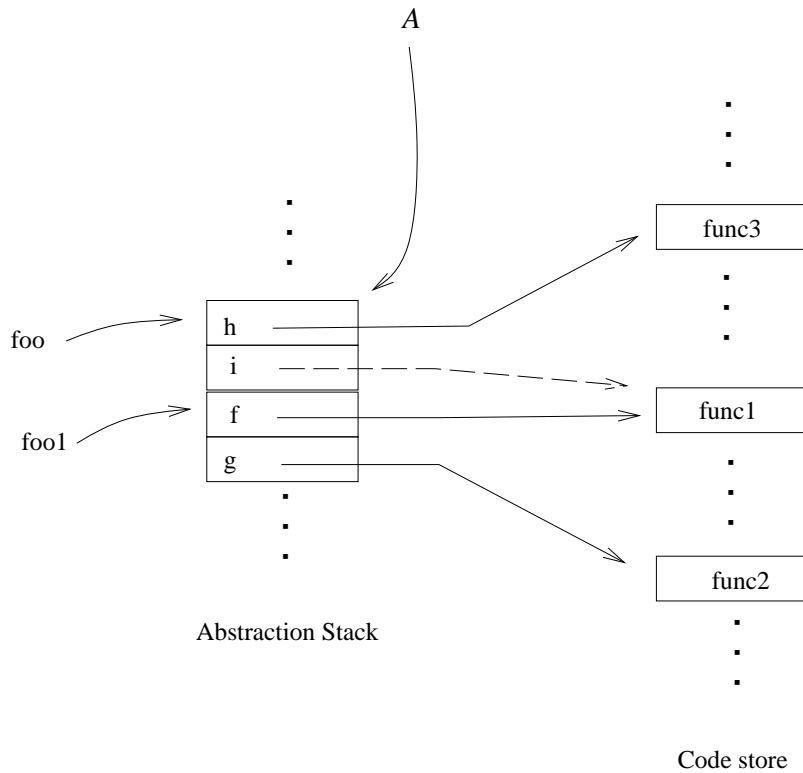 A
func3
h
foo
i
f
func1
foo1
g
func2
Abstraction Stack
Code store